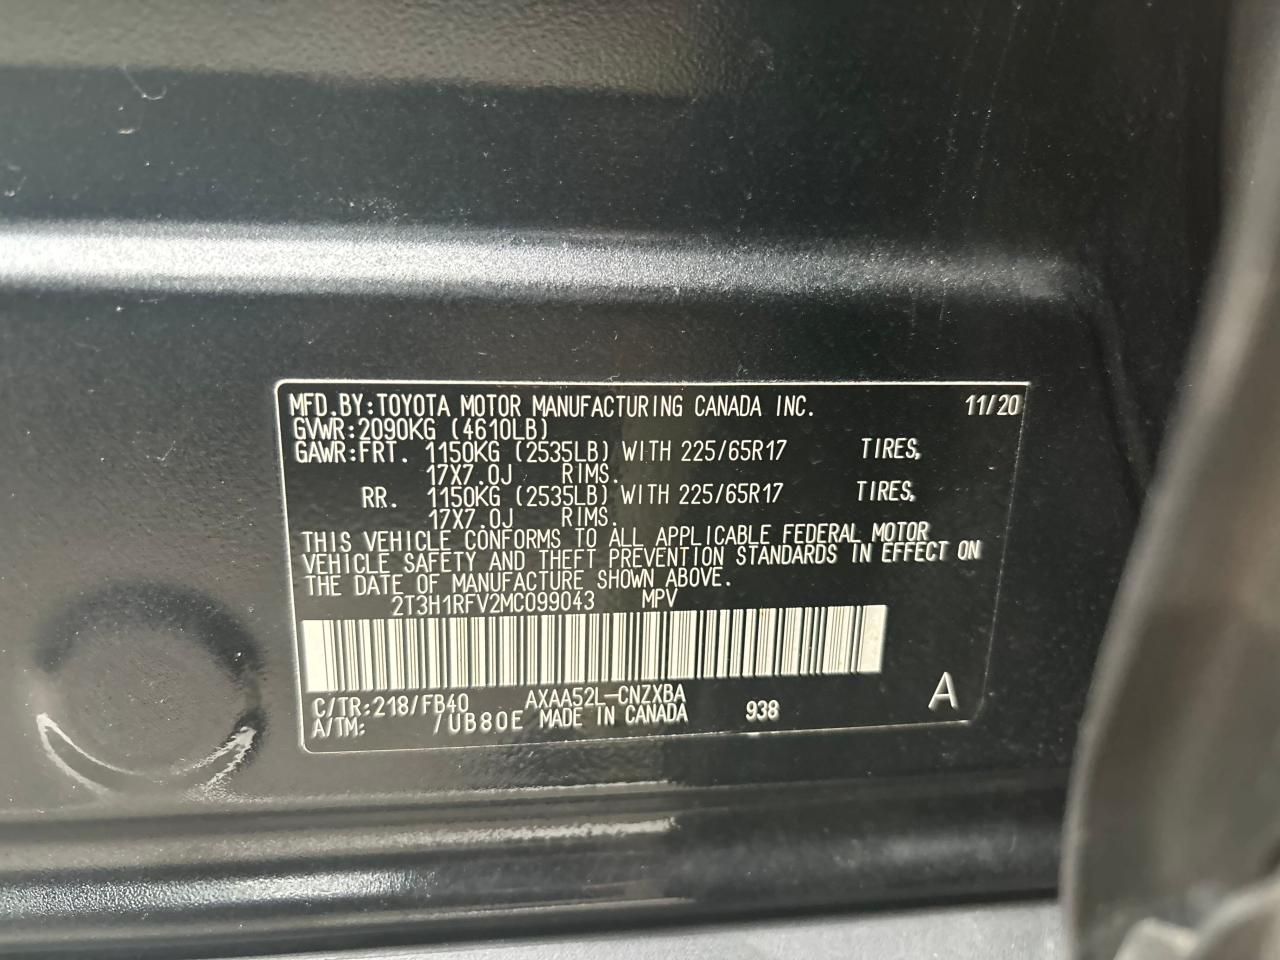 MFD.BY:TOYOTA MOTOR MANUFACTURING CANADA INC. 11/20
GVWR:2090KG (4610LB)
GAWR:FRT. 1150KG (2535LB) WITH 225/65R17 TIRES,
17X7.0J RIMS.
RR. 1150KG (2535LB) WITH 225/65R17 TIRES,
17X7.0J RIMS.
THIS VEHICLE CONFORMS TO ALL APPLICABLE FEDERAL MOTOR
VEHICLE SAFETY AND THEFT PREVENTION STANDARDS IN EFFECT ON
THE DATE OF MANUFACTURE SHOWN ABOVE.
2T3H1RFV2MC099043 MPV
C/TR:218/FB40 AXAA52L-CNZXBA A
A/TM: /UB80E MADE IN CANADA 938